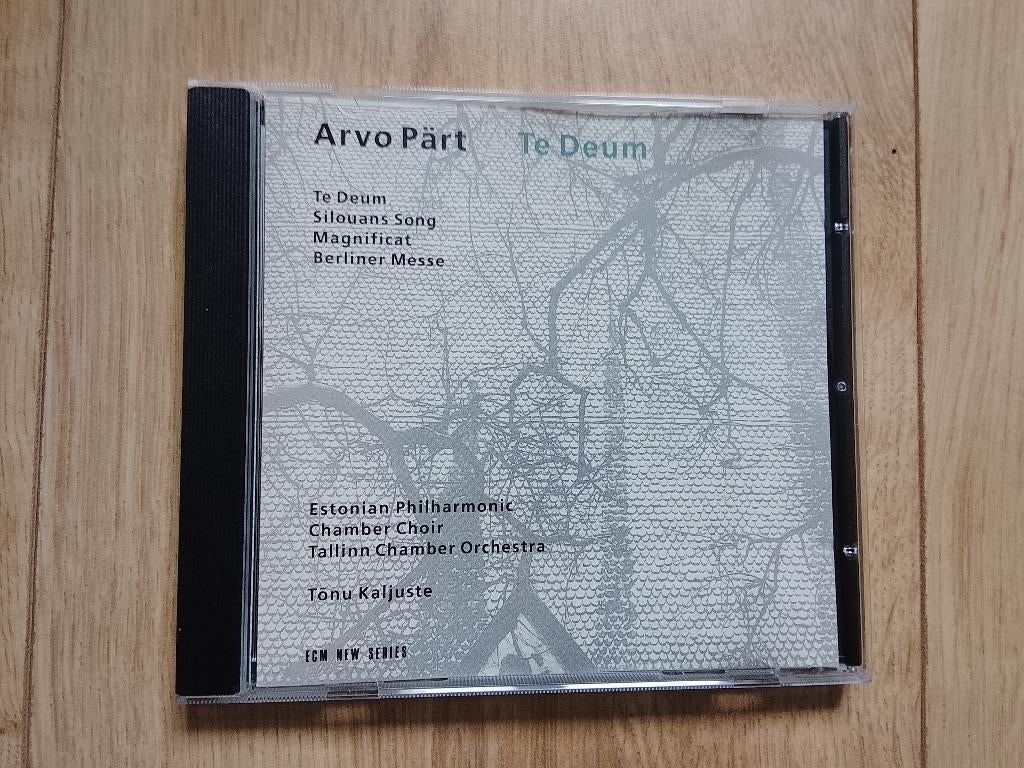 Arvo Pärt Te Deum
Te Deum
Silouans Song
Magnificat
Berliner Messe
Estonian Philharmonic
Chamber Choir
Tallinn Chamber Orchestra
Tõnu Kaljuste
ECM NEW SERIES